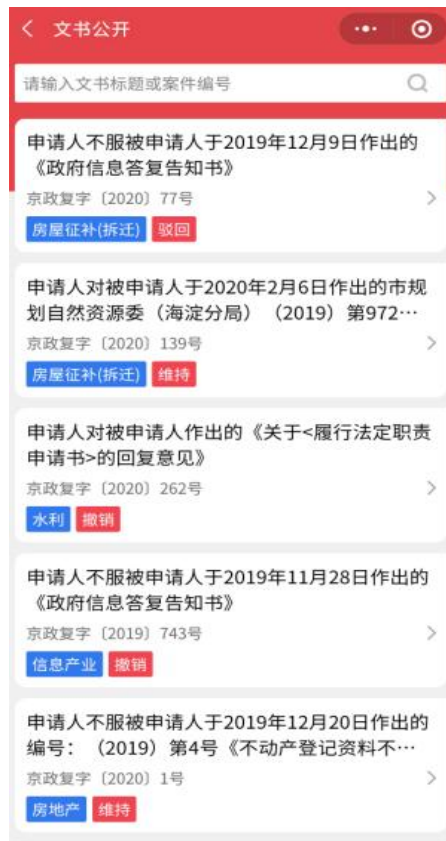 文书公开
请输入文书标题或案件编号
申请人不服被申请人于2019年12月9日作出的
《政府信息答复告知书》
京政复字〔2020〕77号
房屋征补(拆迁) 驳回
申请人对被申请人于2020年2月6日作出的市规
划自然资源委（海淀分局）（2019）第972…
京政复字〔2020〕139号
房屋征补(拆迁) 维持
申请人对被申请人作出的《关于<履行法定职责
申请书>的回复意见》
京政复字〔2020〕262号
水利 撤销
申请人不服被申请人于2019年11月28日作出的
《政府信息答复告知书》
京政复字〔2019〕743号
信息产业 撤销
申请人不服被申请人于2019年12月20日作出的
编号：（2019）第4号《不动产登记资料不…
京政复字〔2020〕1号
房地产 维持